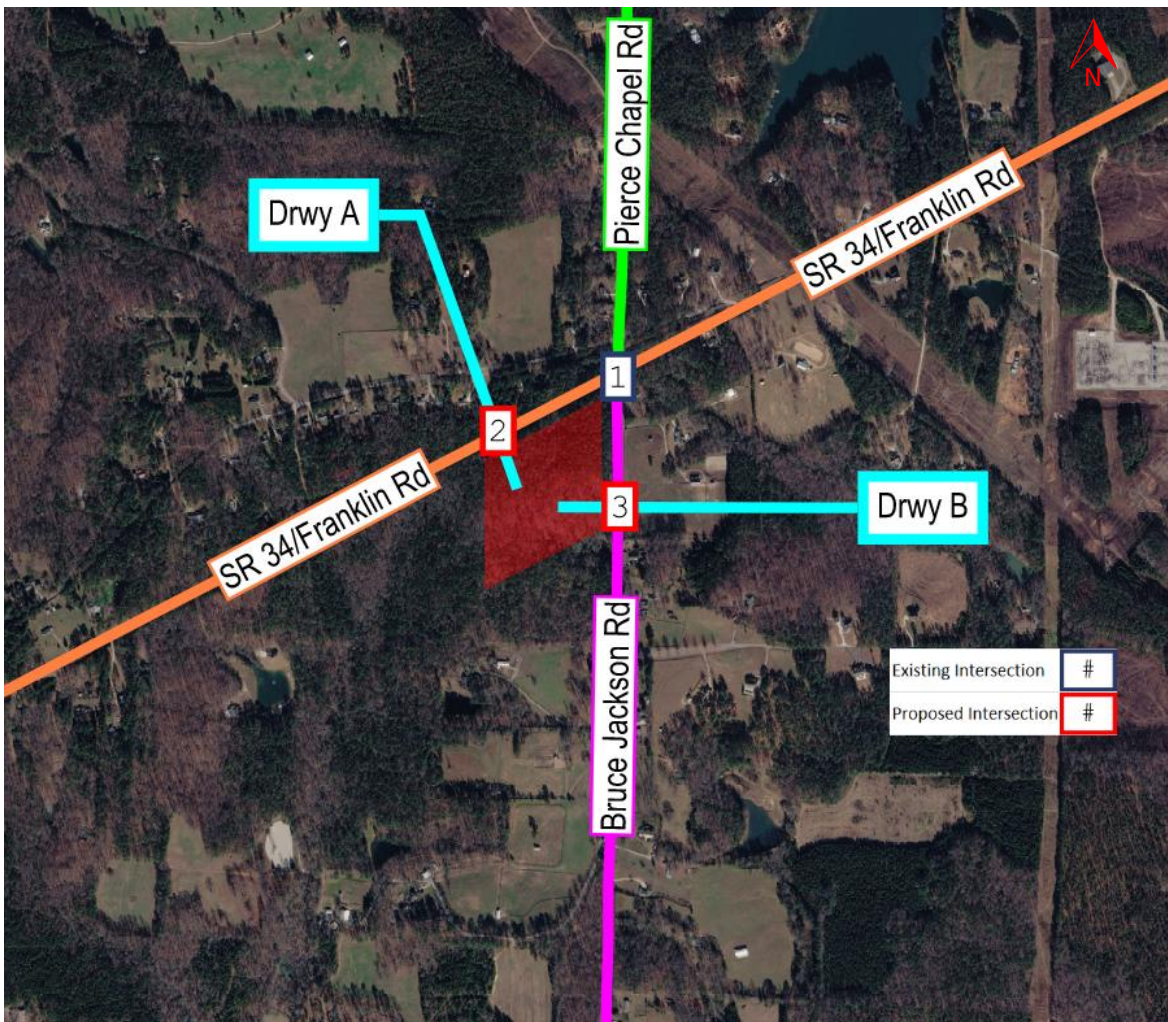 Pierce Chapel Rd
N
Drwy A
SR 34/Franklin Rd
1
2
SR 34/Franklin Rd
3
Drwy B
Bruce Jackson Rd
Existing Intersection #
Proposed Intersection #